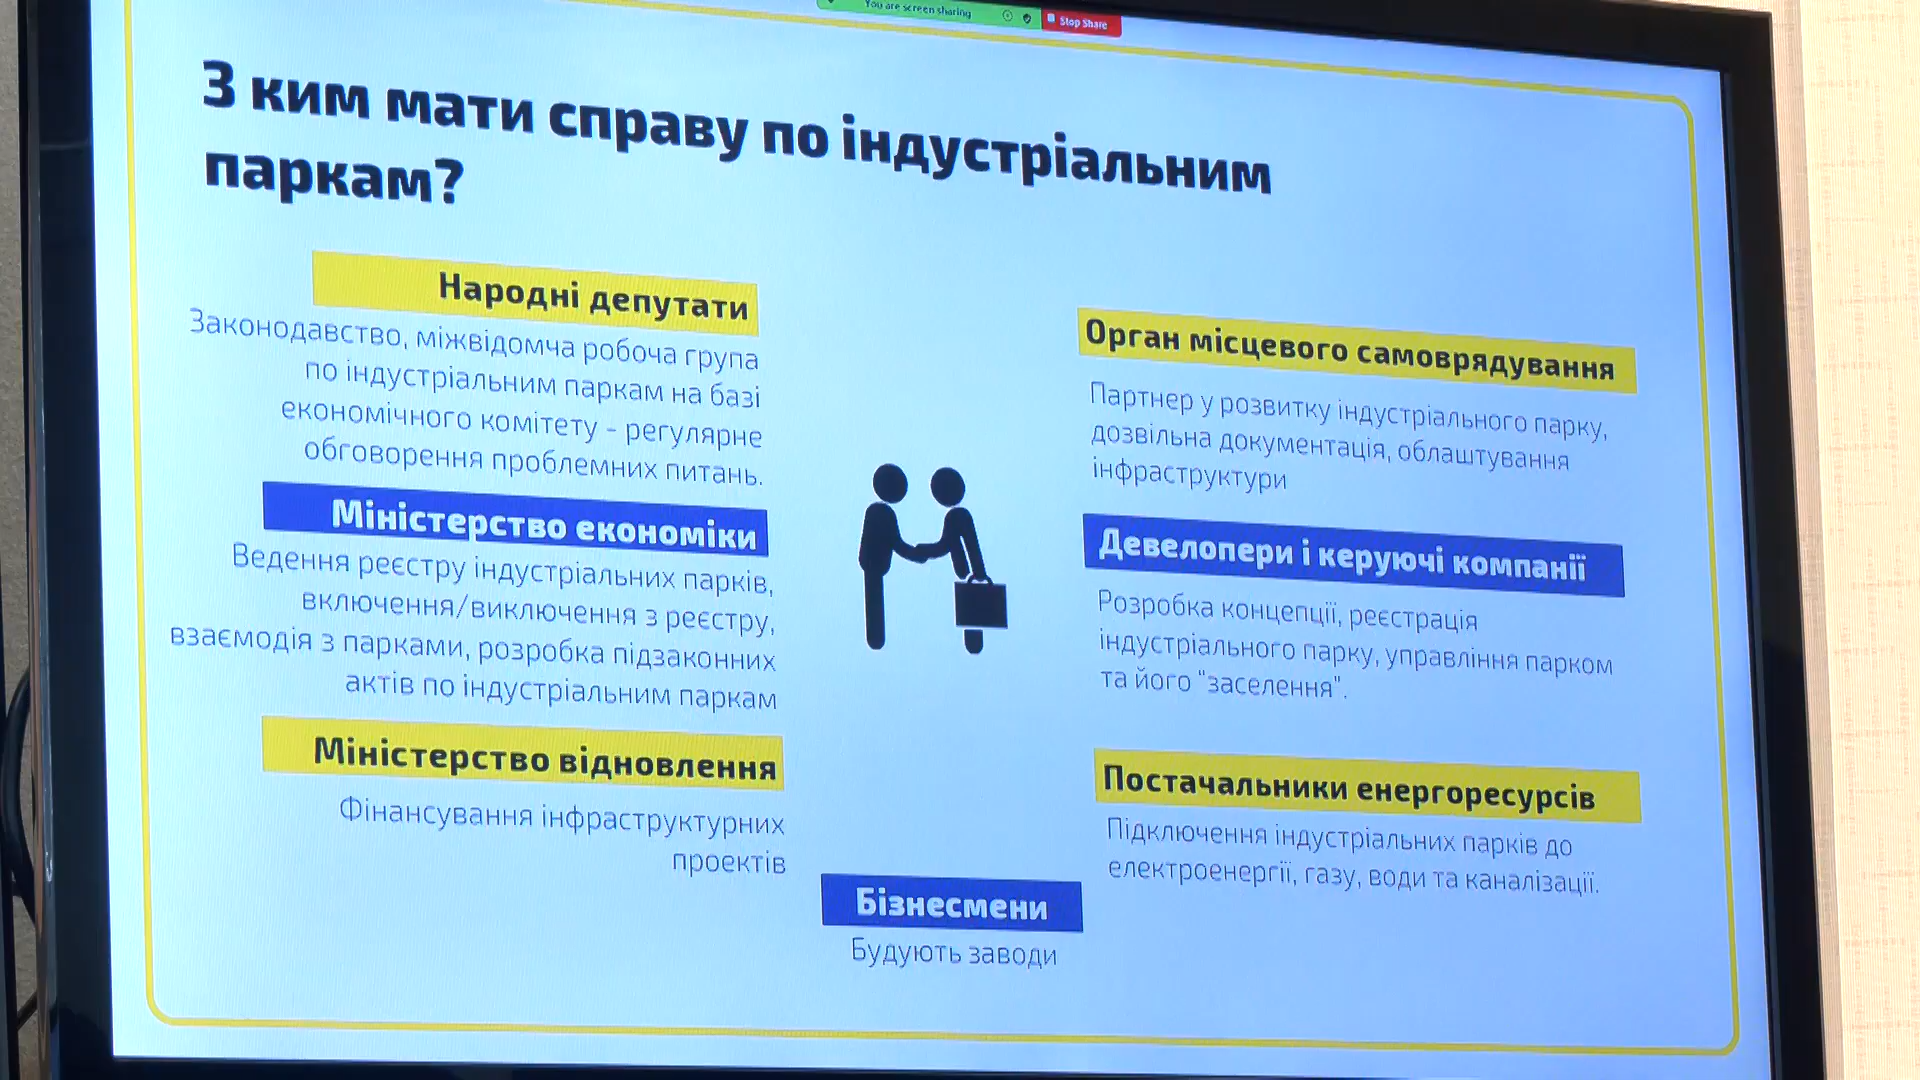 You are screen sharing
Stop Share
З ким мати справу по індустріальним
паркам?
Народні депутати
Законодавство, міжвідомча робоча група
по індустріальним паркам на базі
економічного комітету - регулярне
обговорення проблемних питань.
Міністерство економіки
Ведення реєстру індустріальних парків,
включення/виключення з реєстру,
взаємодія з парками, розробка підзаконних
актів по індустріальним паркам
Міністерство відновлення
Фінансування інфраструктурних
проектів
Орган місцевого самоврядування
Партнер у розвитку індустріального парку,
дозвільна документація, облаштування
інфраструктури
Девелопери і керуючі компанії
Розробка концепції, реєстрація
індустріального парку, управління парком
та його "заселення".
Постачальники енергоресурсів
Підключення індустріальних парків до
електроенергії, газу, води та каналізації.
Бізнесмени
Будують заводи